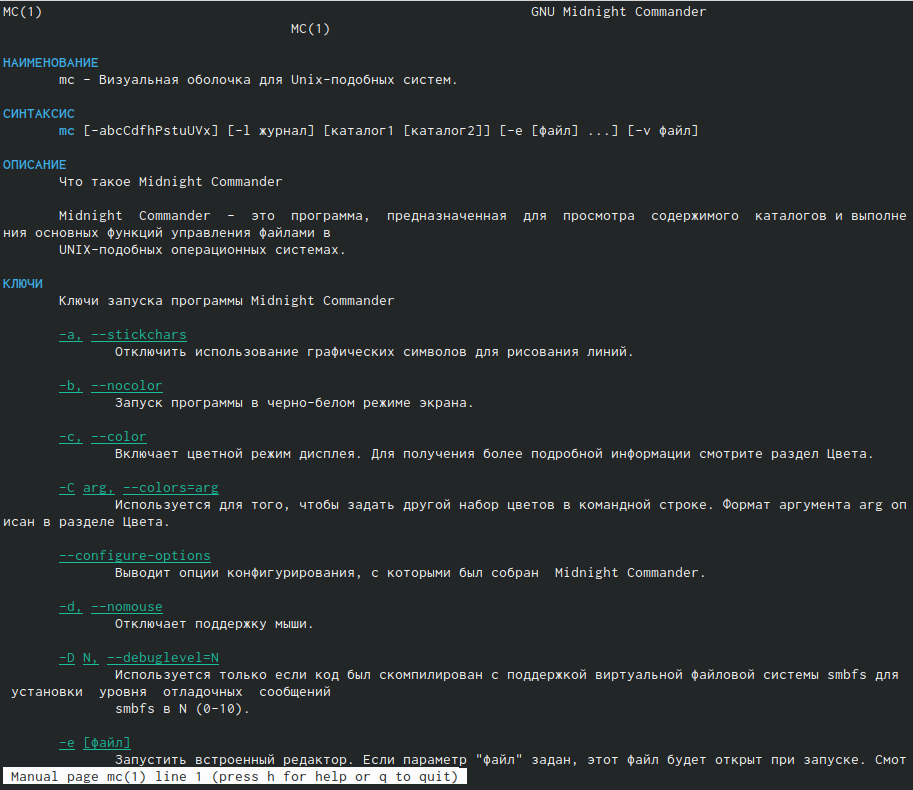 MC(1) GNU Midnight Commander
MC(1)
НАИМЕНОВАНИЕ
mc - Визуальная оболочка для Unix-подобных систем.
СИНТАКСИС
mc [-abcCdfhPstuUVx] [-l журнал] [каталог1 [каталог2]] [-e [файл] ...] [-v файл]
ОПИСАНИЕ
Что такое Midnight Commander
Midnight Commander - это программа, предназначенная для просмотра содержимого каталогов и выполне
ния основных функций управления файлами в
UNIX-подобных операционных системах.
КЛЮЧИ
Ключи запуска программы Midnight Commander
-a, --stickchars
Отключить использование графических символов для рисования линий.
-b, --nocolor
Запуск программы в черно-белом режиме экрана.
-c, --color
Включает цветной режим дисплея. Для получения более подробной информации смотрите раздел Цвета.
-C arg, --colors=arg
Используется для того, чтобы задать другой набор цветов в командной строке. Формат аргумента arg оп
исан в разделе Цвета.
--configure-options
Выводит опции конфигурирования, с которыми был собран Midnight Commander.
-d, --nomouse
Отключает поддержку мыши.
-D N, --debuglevel=N
Используется только если код был скомпилирован с поддержкой виртуальной файловой системы smbfs для
установки уровня отладочных сообщений
smbfs в N (0-10).
-e [файл]
Запустить встроенный редактор. Если параметр "файл" задан, этот файл будет открыт при запуске. Смот
Manual page mc(1) line 1 (press h for help or q to quit)